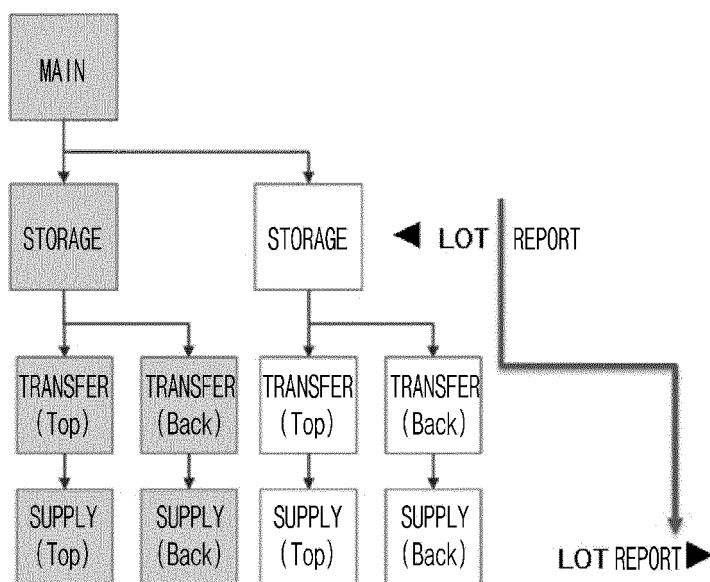 MAIN
STORAGE
STORAGE
◀ LOT REPORT
TRANSFER
(Top)
TRANSFER
(Back)
TRANSFER
(Top)
TRANSFER
(Back)
SUPPLY
(Top)
SUPPLY
(Back)
SUPPLY
(Top)
SUPPLY
(Back)
LOT REPORT ▶